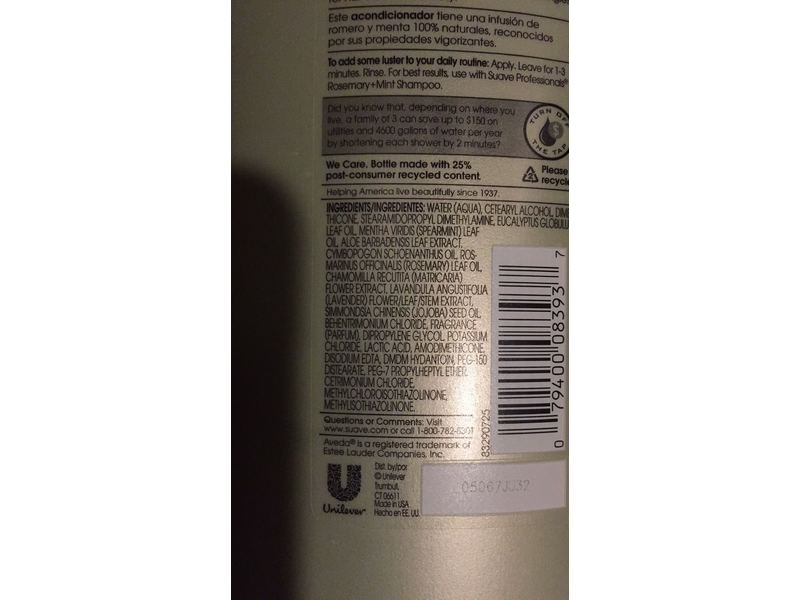 Este acondicionador tiene una infusión de
romero y menta 100% naturales, reconocidos
por sus propiedades vigorizantes.
To add some luster to your daily routine: Apply. Leave for 1-3
minutes. Rinse. For best results, use with Suave Professionals®
Rosemary+Mint Shampoo.
Did you know that, depending on where you
live, a family of 3 can save up to $150 on
utilities and 4600 gallons of water per year
by shortening each shower by 2 minutes?
TURN OFF
THE TAP
We Care. Bottle made with 25%
post-consumer recycled content.
Please
recycle
Helping America live beautifully since 1937.
INGREDIENTS/INGREDIENTES: WATER (AQUA), CETEARYL ALCOHOL, DIME
THICONE, STEARAMIDOPROPYL DIMETHYLAMINE, EUCALYPTUS GLOBULU
LEAF OIL, MENTHA VIRIDIS (SPEARMINT) LEAF
OIL, ALOE BARBADENSIS LEAF EXTRACT,
CYMBOPOGON SCHOENANTHUS OIL, ROS-
MARINUS OFFICINALIS (ROSEMARY) LEAF OIL,
CHAMOMILLA RECUTITA (MATRICARIA)
FLOWER EXTRACT, LAVANDULA ANGUSTIFOLIA
(LAVENDER) FLOWER/LEAF/STEM EXTRACT,
SIMMONDSIA CHINENSIS (JOJOBA) SEED OIL,
BEHENTRIMONIUM CHLORIDE, FRAGRANCE
(PARFUM), DIPROPYLENE GLYCOL, POTASSIUM
CHLORIDE, LACTIC ACID, AMODIMETHICONE,
DISODIUM EDTA, DMDM HYDANTOIN, PEG-150
DISTEARATE, PEG-7 PROPYLHEPTYL ETHER,
CETRIMONIUM CHLORIDE,
METHYLCHLOROISOTHIAZOLINONE,
METHYLISOTHIAZOLINONE.
0 79400 08393 7
83290725
Questions or Comments: Visit
www.suave.com or call 1-800-782-8301
Aveda® is a registered trademark of
Estee Lauder Companies, Inc.
Unilever
Dist. by/por
© Unilever
Trumbull,
CT 06611
Made in USA
Hecho en EE. UU.
05067JU32